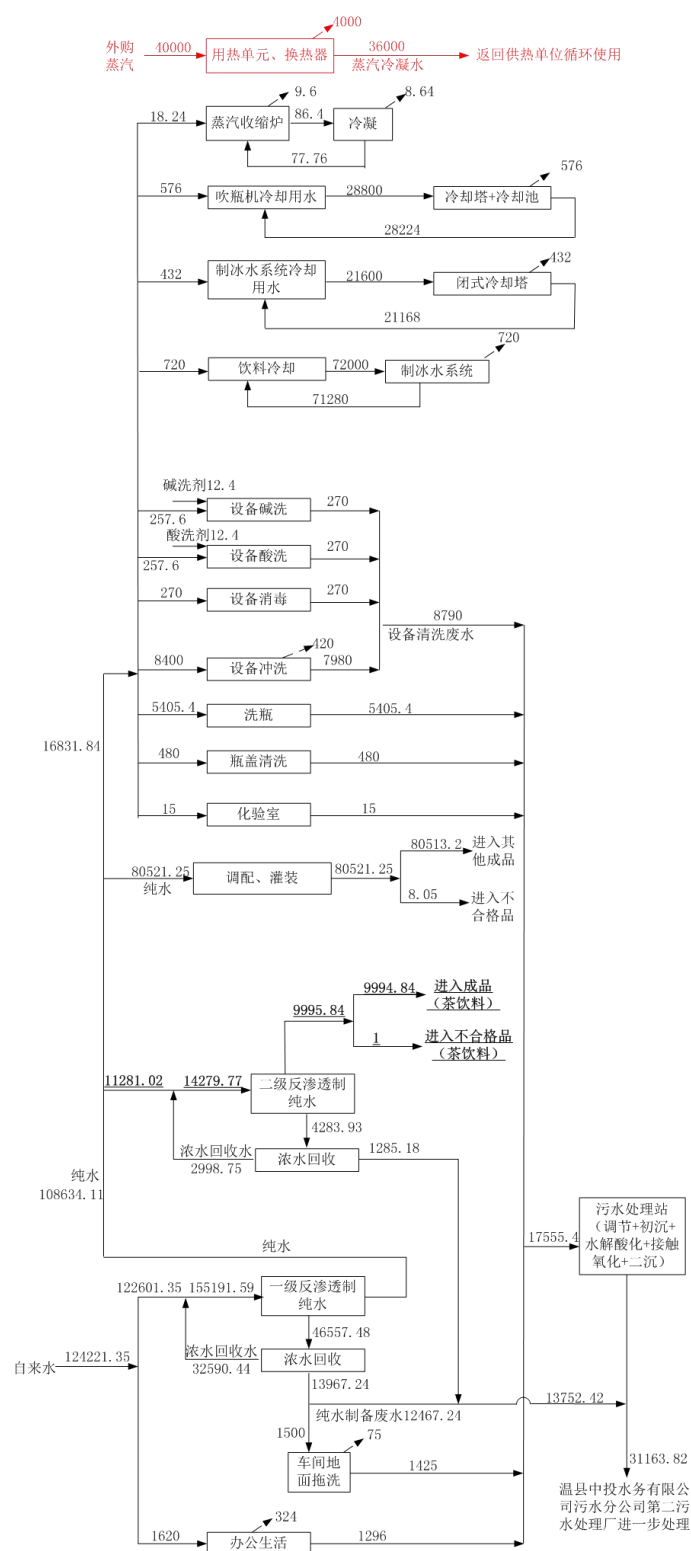 4000
外购
蒸汽
40000
用热单元、换热器
36000
蒸汽冷凝水
返回供热单位循环使用
9.6
8.64
18.24
蒸汽收缩炉
86.4
冷凝
77.76
576
576
吹瓶机冷却用水
28800
冷却塔+冷却池
28224
432
432
制冰水系统冷却
用水
21600
闭式冷却塔
21168
720
720
饮料冷却
72000
制冰水系统
71280
碱洗剂12.4
257.6
设备碱洗
270
酸洗剂12.4
257.6
设备酸洗
270
270
设备消毒
270
8790
设备清洗废水
420
8400
设备冲洗
7980
5405.4
洗瓶
5405.4
16831.84
480
瓶盖清洗
480
15
化验室
15
80513.2
进入其
他成品
80521.25
纯水
调配、灌装
80521.25
8.05
进入不
合格品
9994.84
进入成品
（茶饮料）
9995.84
1
进入不合格品
（茶饮料）
11281.02
14279.77
二级反渗透制
纯水
4283.93
浓水回收水
2998.75
浓水回收
1285.18
纯水
108634.11
污水处理站
（调节+初沉+
水解酸化+接触
氧化+二沉）
17555.4
纯水
122601.35
155191.59
一级反渗透制
纯水
46557.48
浓水回收水
32590.44
浓水回收
自来水
124221.35
13967.24
纯水制备废水12467.24
13752.42
1500
75
车间地
面拖洗
1425
31163.82
温县中投水务有限公
司污水分公司第二污
水处理厂进一步处理
324
1620
办公生活
1296